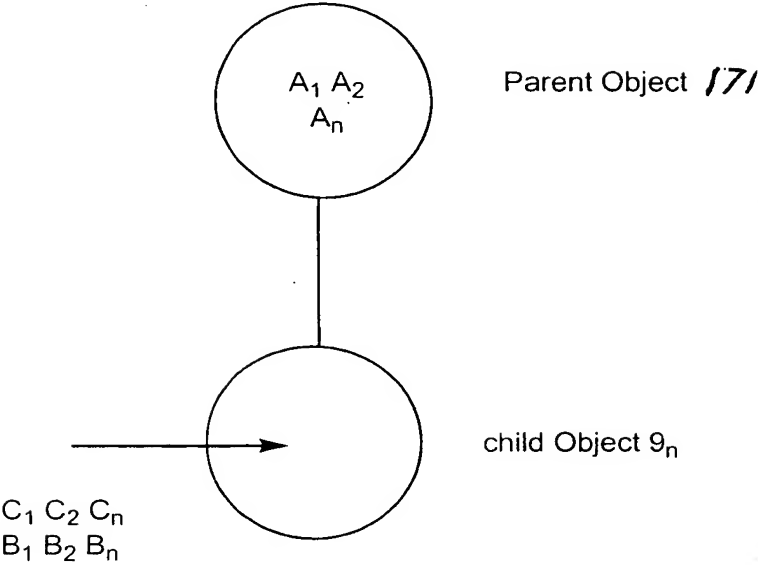 A₁ A₂
Aₙ
Parent Object 171
child Object 9ₙ
C₁ C₂ Cₙ
B₁ B₂ Bₙ